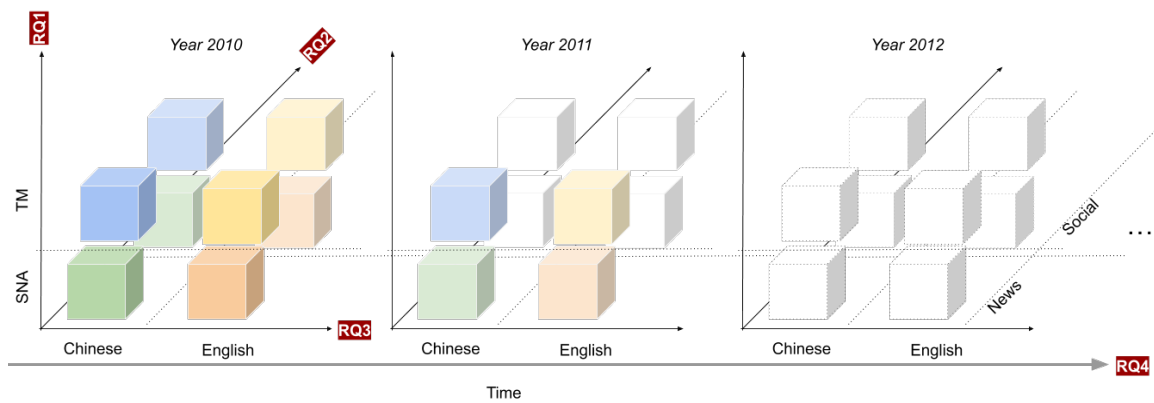 RQ1
Year 2010
RQ2
Year 2011
Year 2012
TM
SNA
Social
News
...
RQ3
Chinese
English
Chinese
English
Chinese
English
RQ4
Time